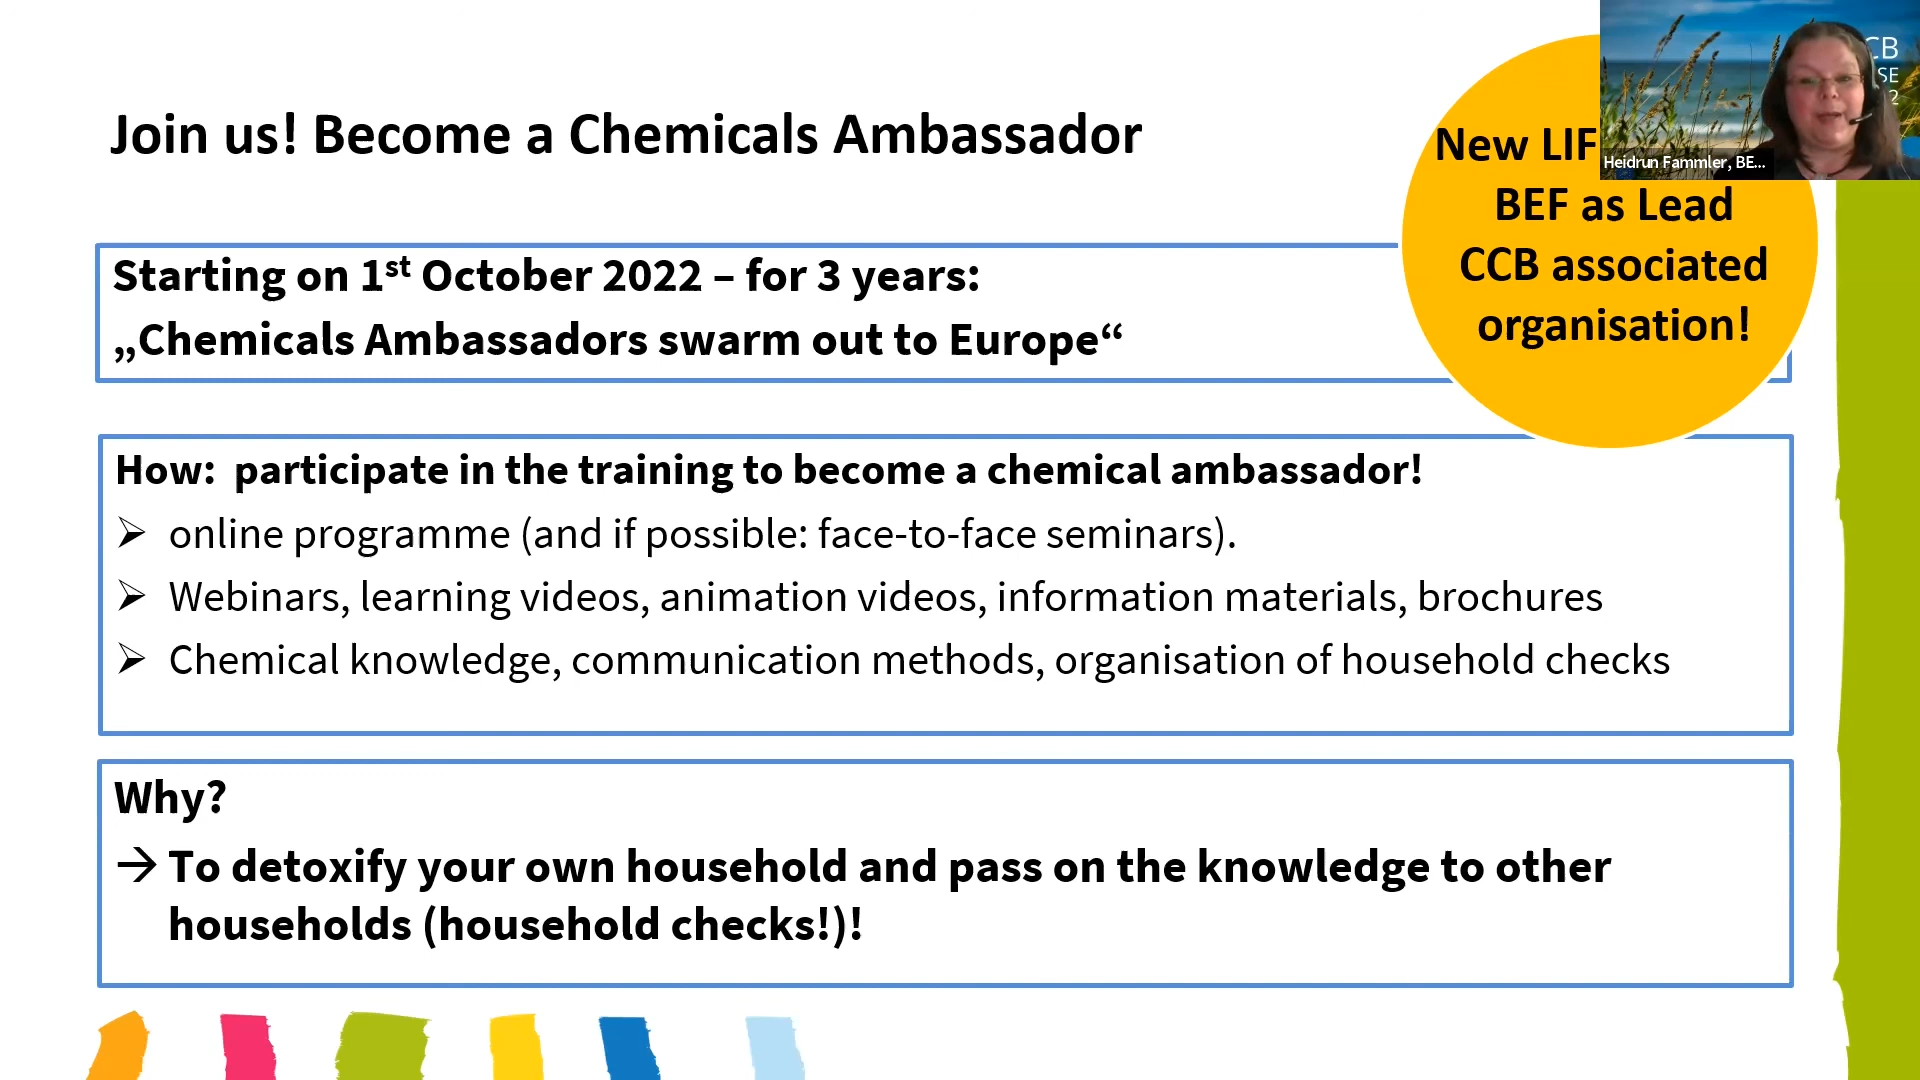 Join us! Become a Chemicals Ambassador
New LIF
BEF as Lead
CCB associated
organisation!
CB
SE
2
Heidrun Fammler, BE...
Starting on 1st October 2022 – for 3 years:
„Chemicals Ambassadors swarm out to Europe“
How: participate in the training to become a chemical ambassador!
online programme (and if possible: face-to-face seminars).
Webinars, learning videos, animation videos, information materials, brochures
Chemical knowledge, communication methods, organisation of household checks
Why?
→ To detoxify your own household and pass on the knowledge to other
households (household checks!)!